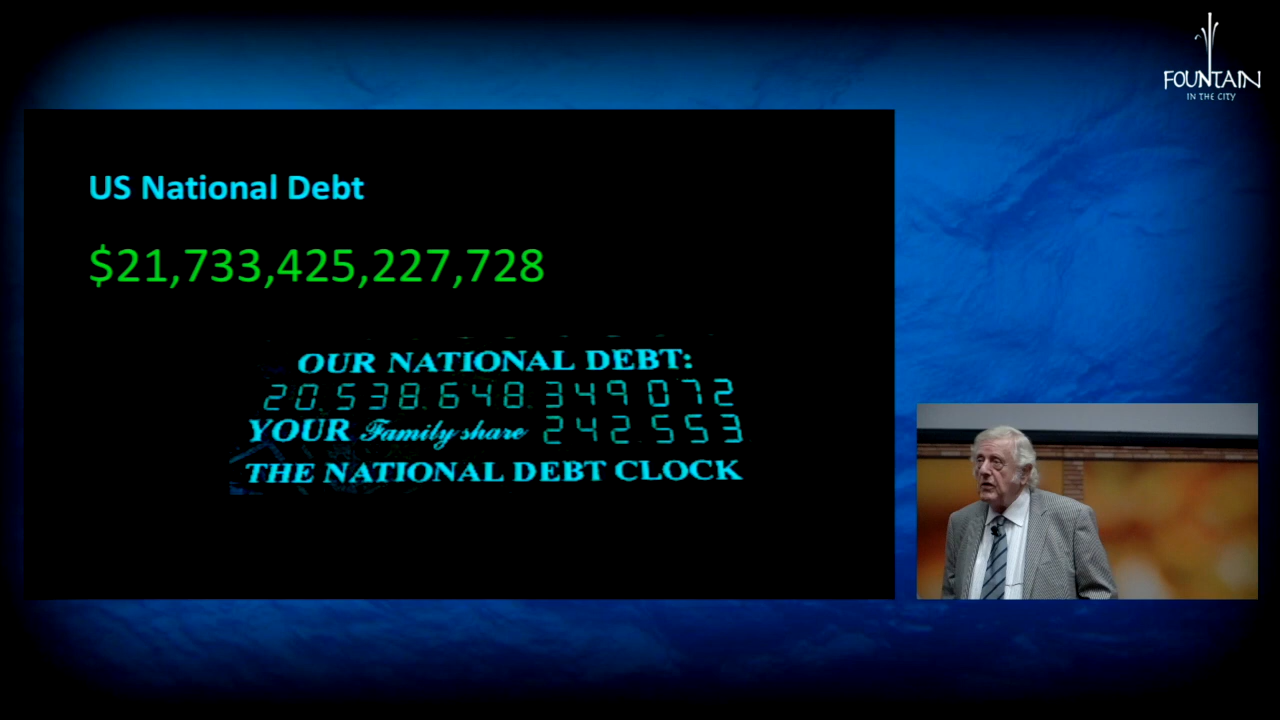 FOUNTAIN
IN THE CITY
US National Debt
$21,733,425,227,728
OUR NATIONAL DEBT:
20.538.648.349 072
YOUR Family share 242 553
THE NATIONAL DEBT CLOCK